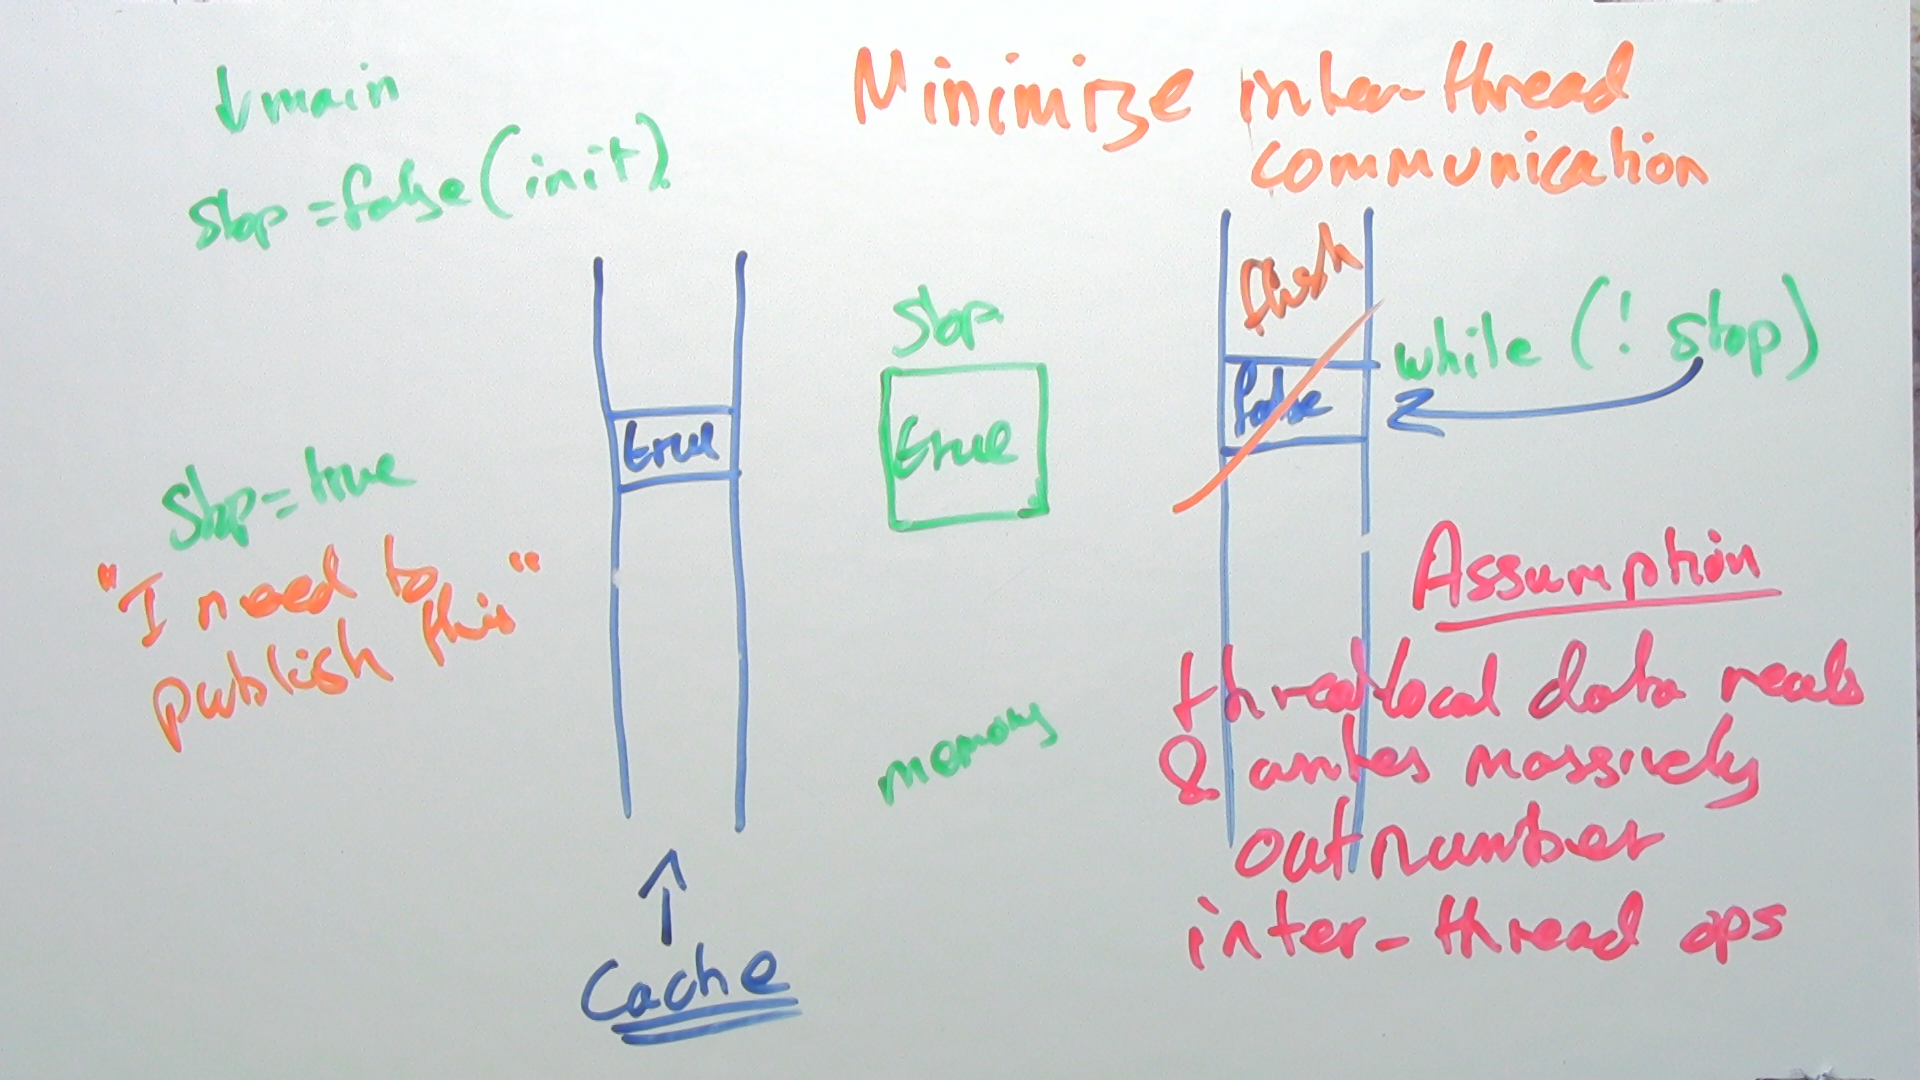 main
stop = false (init)
Minimize inter-thread
communication
flush
stop
while (! stop)
false
true
true
stop = true
"I need to
publish this"
Assumption
thread local data reads
& writes massively
outnumber
inter-thread ops
memory
Cache